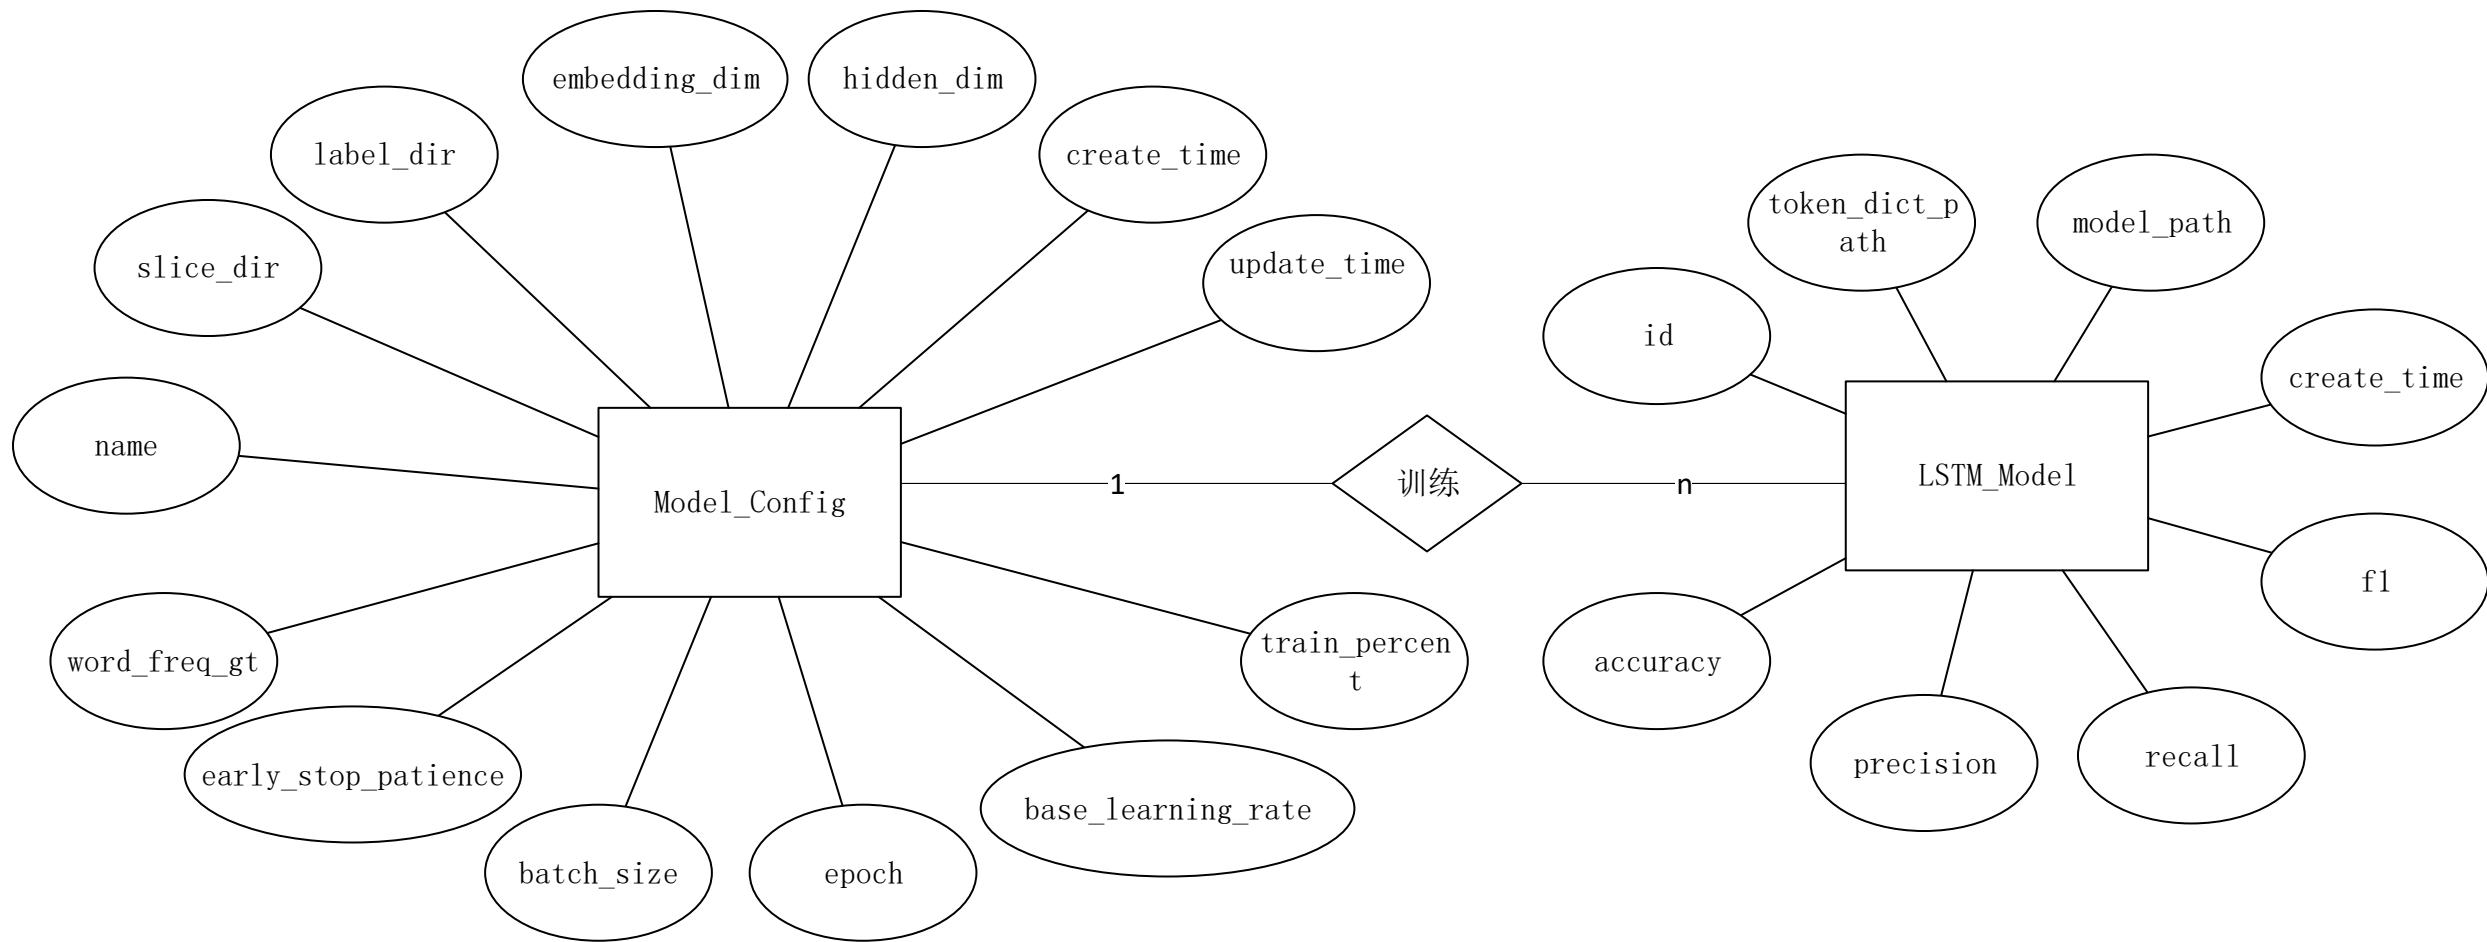 embedding_dim
hidden_dim
label_dir
create_time
slice_dir
update_time
name
Model_Config
1
训练
n
word_freq_gt
early_stop_patience
batch_size
epoch
base_learning_rate
train_percen
t
token_dict_p
ath
model_path
id
create_time
LSTM_Model
f1
accuracy
precision
recall